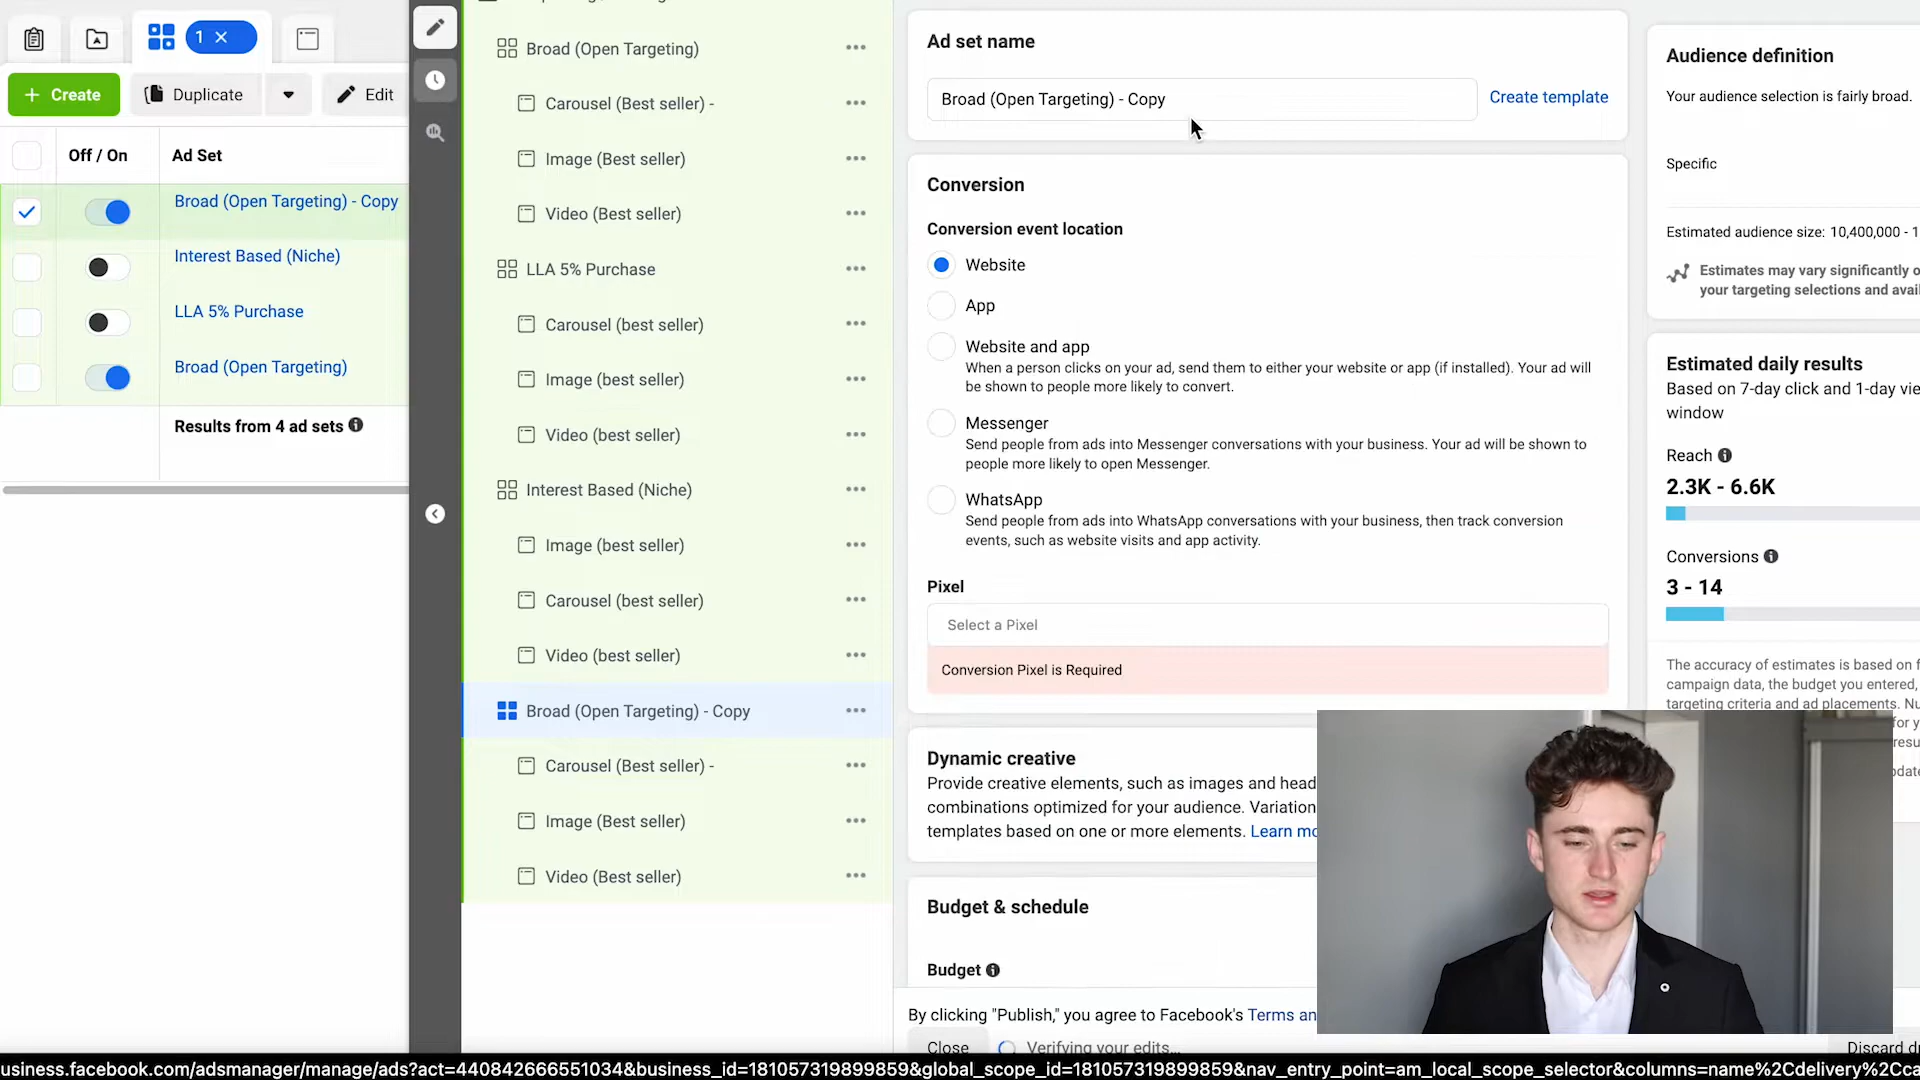 1
Create
Duplicate
Edit
Off / On
Ad Set
Broad (Open Targeting) - Copy
Interest Based (Niche)
LLA 5% Purchase
Broad (Open Targeting)
Results from 4 ad sets
Broad (Open Targeting)
Carousel (Best seller) -
Image (Best seller)
Video (Best seller)
LLA 5% Purchase
Carousel (best seller)
Image (best seller)
Video (best seller)
Interest Based (Niche)
Image (best seller)
Carousel (best seller)
Video (best seller)
Broad (Open Targeting) - Copy
Carousel (Best seller) -
Image (Best seller)
Video (Best seller)
Ad set name
Broad (Open Targeting) - Copy
Create template
Conversion
Conversion event location
Website
App
Website and app
When a person clicks on your ad, send them to either your website or app (if installed). Your ad will
be shown to people more likely to convert.
Messenger
Send people from ads into Messenger conversations with your business. Your ad will be shown to
people more likely to open Messenger.
WhatsApp
Send people from ads into WhatsApp conversations with your business, then track conversion
events, such as website visits and app activity.
Pixel
Select a Pixel
Conversion Pixel is Required
Dynamic creative
Provide creative elements, such as images and head
combinations optimized for your audience. Variation
templates based on one or more elements. Learn mo
Budget & schedule
Budget
By clicking "Publish," you agree to Facebook's Terms an
Close
Verifying your edits...
Discard dr
Audience definition
Your audience selection is fairly broad.
Specific
Estimated audience size: 10,400,000 - 1
Estimates may vary significantly o
your targeting selections and avai
Estimated daily results
Based on 7-day click and 1-day vie
window
Reach
2.3K - 6.6K
Conversions
3 - 14
The accuracy of estimates is based on f
campaign data, the budget you entered,
targeting criteria and ad placements. Nu
for y
resu
pdate
usiness.facebook.com/adsmanager/manage/ads?act=440842666551034&business_id=181057319899859&global_scope_id=181057319899859&nav_entry_point=am_local_scope_selector&columns=name%2Cdelivery%2Cca